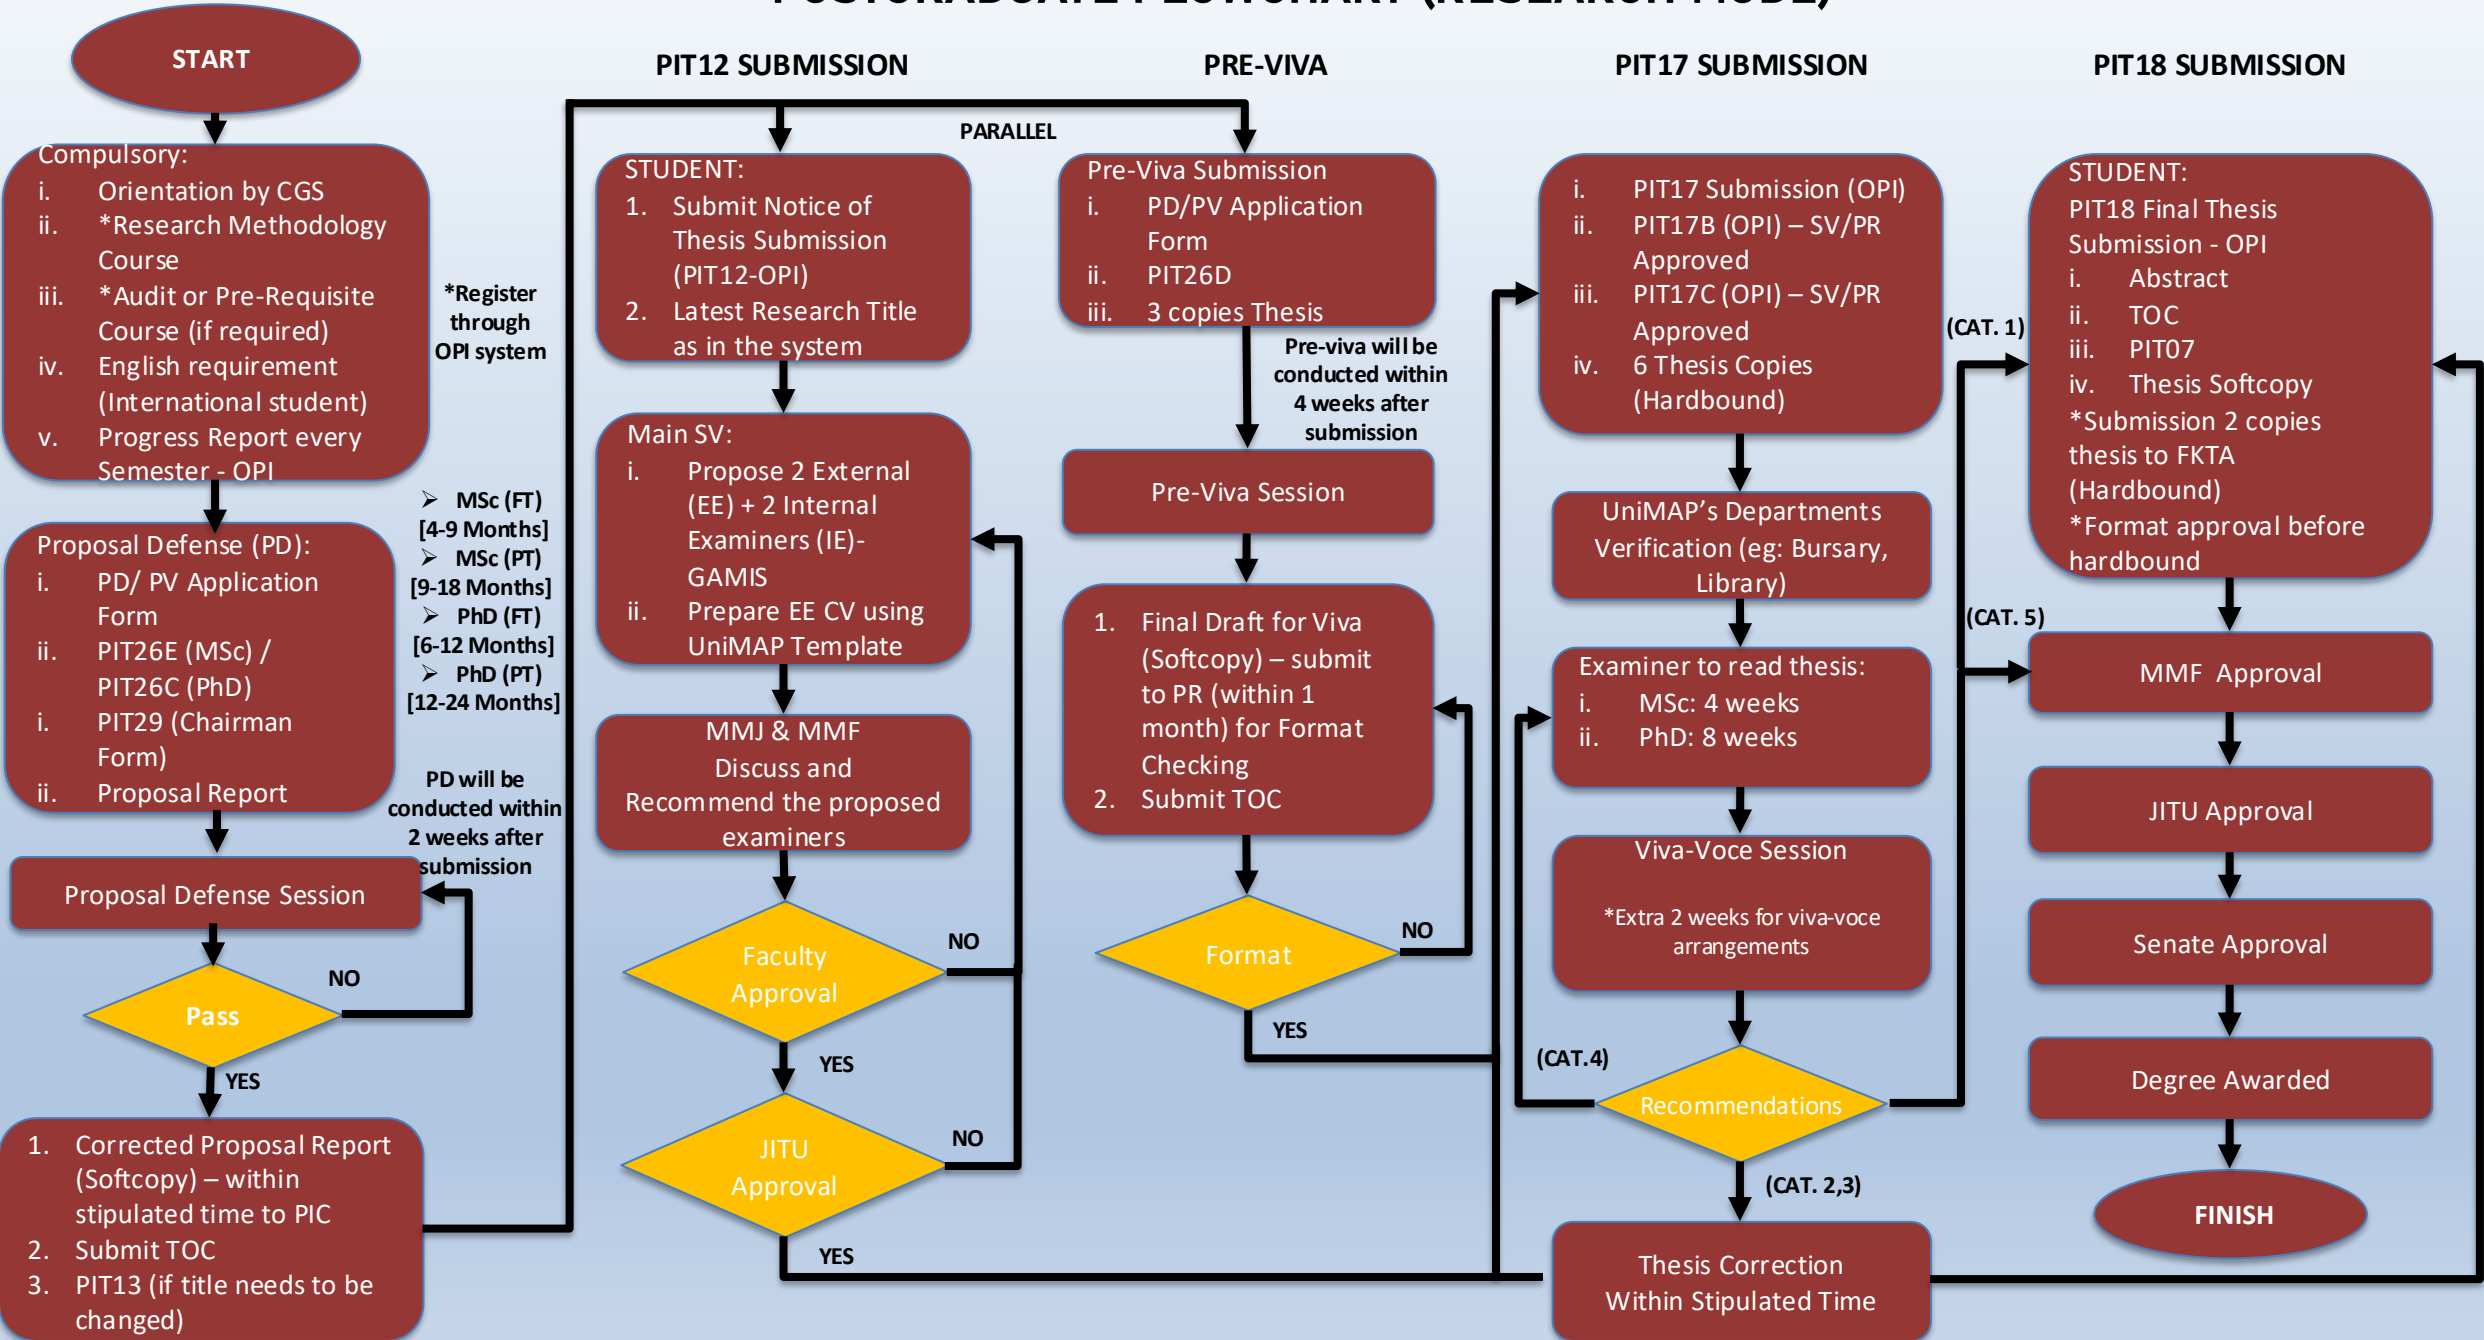 POSTGRADUATE FLOWCHART (RESEARCH MODE)
START
Compulsory:
i. Orientation by CGS
ii. *Research Methodology
Course
iii. *Audit or Pre-Requisite
Course (if required)
iv. English requirement
(International student)
v. Progress Report every
Semester - OPI
*Register
through
OPI system
Proposal Defense (PD):
i. PD/ PV Application
Form
ii. PIT26E (MSc) /
PIT26C (PhD)
i. PIT29 (Chairman
Form)
ii. Proposal Report
➢ MSc (FT)
[4-9 Months]
➢ MSc (PT)
[9-18 Months]
➢ PhD (FT)
[6-12 Months]
➢ PhD (PT)
[12-24 Months]
PD will be
conducted within
2 weeks after
submission
Proposal Defense Session
Pass
NO
YES
1. Corrected Proposal Report
(Softcopy) – within
stipulated time to PIC
2. Submit TOC
3. PIT13 (if title needs to be
changed)
PIT12 SUBMISSION
PARALLEL
STUDENT:
1. Submit Notice of
Thesis Submission
(PIT12-OPI)
2. Latest Research Title
as in the system
Main SV:
i. Propose 2 External
(EE) + 2 Internal
Examiners (IE)-
GAMIS
ii. Prepare EE CV using
UniMAP Template
MMJ & MMF
Discuss and
Recommend the proposed
examiners
Faculty
Approval
NO
YES
JITU
Approval
NO
YES
PRE-VIVA
Pre-Viva Submission
i. PD/PV Application
Form
ii. PIT26D
iii. 3 copies Thesis
Pre-viva will be
conducted within
4 weeks after
submission
Pre-Viva Session
1. Final Draft for Viva
(Softcopy) – submit
to PR (within 1
month) for Format
Checking
2. Submit TOC
Format
NO
YES
PIT17 SUBMISSION
i. PIT17 Submission (OPI)
ii. PIT17B (OPI) – SV/PR
Approved
iii. PIT17C (OPI) – SV/PR
Approved
iv. 6 Thesis Copies
(Hardbound)
UniMAP’s Departments
Verification (eg: Bursary,
Library)
Examiner to read thesis:
i. MSc: 4 weeks
ii. PhD: 8 weeks
Viva-Voce Session
*Extra 2 weeks for viva-voce
arrangements
(CAT.4)
Recommendations
(CAT. 2,3)
Thesis Correction
Within Stipulated Time
(CAT. 1)
(CAT. 5)
PIT18 SUBMISSION
STUDENT:
PIT18 Final Thesis
Submission - OPI
i. Abstract
ii. TOC
iii. PIT07
iv. Thesis Softcopy
*Submission 2 copies
thesis to FKTA
(Hardbound)
*Format approval before
hardbound
MMF Approval
JITU Approval
Senate Approval
Degree Awarded
FINISH